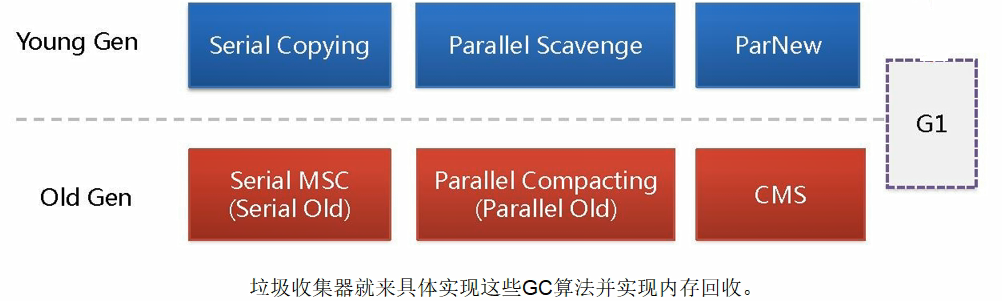 Young Gen
Serial Copying
Parallel Scavenge
ParNew
G1
Old Gen
Serial MSC
(Serial Old)
Parallel Compacting
(Parallel Old)
CMS
垃圾收集器就来具体实现这些GC算法并实现内存回收。